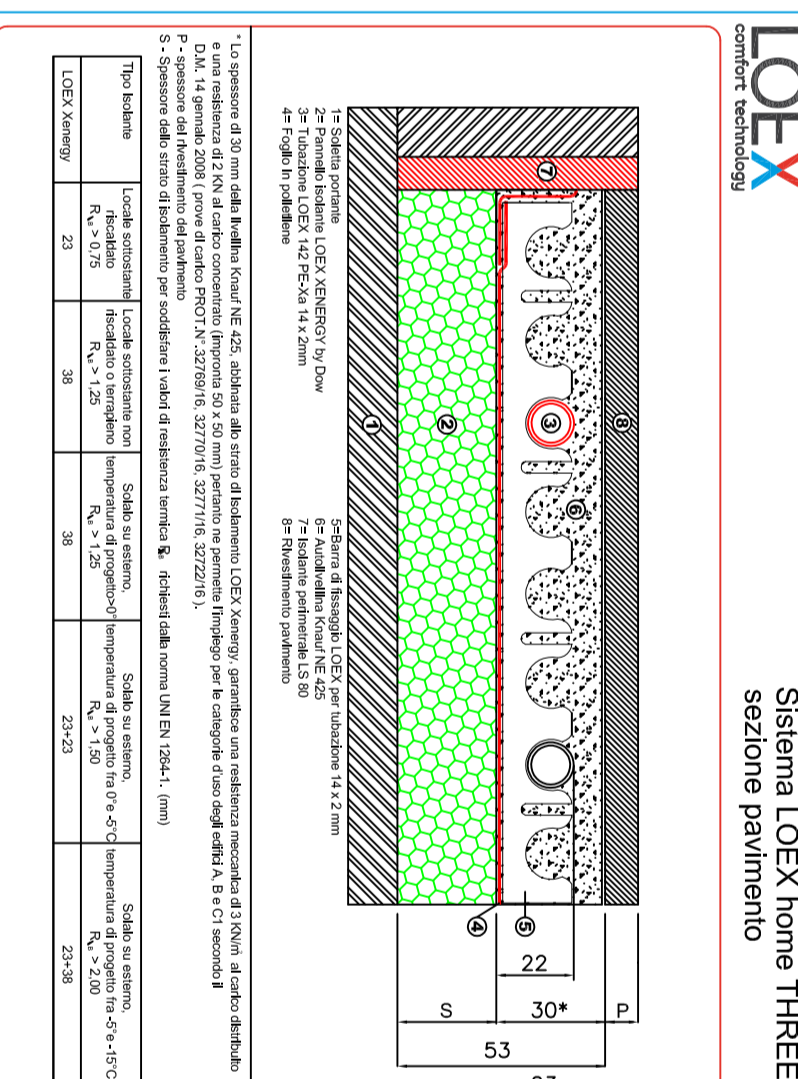 LOEX
comfort technology
Sistema LOEX home THREE
sezione pavimento
8
7
3
6
2
1
5
4
22
S
30*
P
53
1= Soletta portante
2= Pannello isolante LOEX XENERGY by Dow
3= Tubazione LOEX 142 PE-Xa 14 x 2mm
4= Foglio in polietilene
5=Barra di fissaggio LOEX per tubazione 14 x 2 mm
6= Autolivellina Knauf NE 425
7= Isolante perimetrale LS 80
8= Rivestimento pavimento
* Lo spessore di 30 mm della livellina Knauf NE 425, abbinata allo strato di isolamento LOEX Xenergy, garantisce una resistenza meccanica di 3 KN/m² al carico distribuito
e una resistenza di 2 KN al carico concentrato (impronta 50 x 50 mm) pertanto ne permette l'impiego per le categorie d'uso degli edifici A, B e C1 secondo il
D.M. 14 gennaio 2008 ( prove di carico PROT.N° 32769/16, 32770/16, 32771/16, 32722/16 ).
P - spessore del rivestimento del pavimento
S - Spessore dello strato di isolamento per soddisfare i valori di resistenza termica Rλ,B richiesti dalla norma UNI EN 1264-1. (mm)
Tipo Isolante
Locale sottostante
riscaldato
Rλ,B > 0,75
Locale sottostante non
riscaldato o terrapieno
Rλ,B > 1,25
Solaio su esterno,
temperatura di progetto>0°
Rλ,B > 1,25
Solaio su esterno,
temperatura di progetto fra 0°e -5°C
Rλ,B > 1,50
Solaio su esterno,
temperatura di progetto fra -5°e -15°C
Rλ,B > 2,00
LOEX Xenergy
23
38
38
23+23
23+38